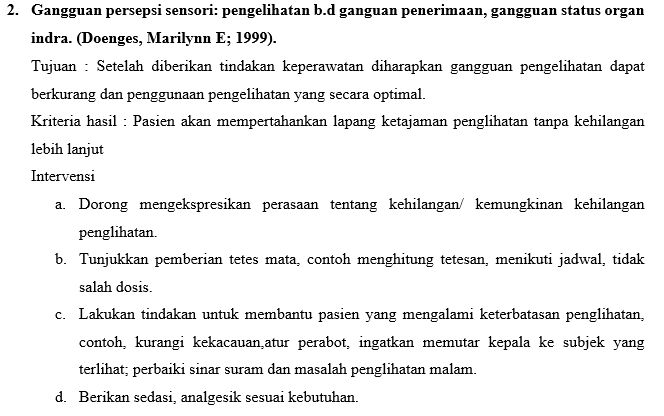 2. Gangguan persepsi sensori: pengelihatan b.d ganguan penerimaan, gangguan status organ
indra. (Doenges, Marilynn E; 1999).
Tujuan : Setelah diberikan tindakan keperawatan diharapkan gangguan pengelihatan dapat
berkurang dan penggunaan pengelihatan yang secara optimal.
Kriteria hasil : Pasien akan mempertahankan lapang ketajaman penglihatan tanpa kehilangan
lebih lanjut
Intervensi
a. Dorong mengekspresikan perasaan tentang kehilangan/ kemungkinan kehilangan
penglihatan.
b. Tunjukkan pemberian tetes mata, contoh menghitung tetesan, menikuti jadwal, tidak
salah dosis.
c. Lakukan tindakan untuk membantu pasien yang mengalami keterbatasan penglihatan,
contoh, kurangi kekacauan,atur perabot, ingatkan memutar kepala ke subjek yang
terlihat; perbaiki sinar suram dan masalah penglihatan malam.
d. Berikan sedasi, analgesik sesuai kebutuhan.